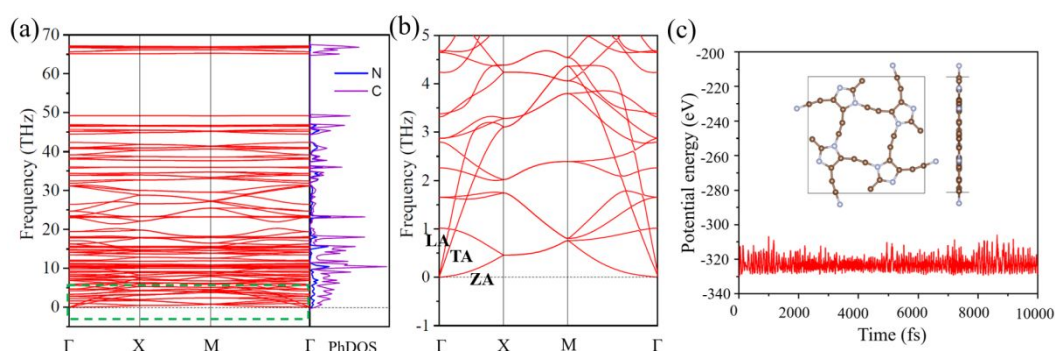 (a)
70
60
50
40
30
20
10
0
Frequency (THz)
Γ
X
M
Γ
PhDOS
N
C
(b)
5
4
3
2
1
0
-1
Frequency (THz)
LA
TA
ZA
Γ
X
M
Γ
(c)
-200
-220
-240
-260
-280
-300
-320
-340
Potential energy (eV)
0
2000
4000
6000
8000
10000
Time (fs)